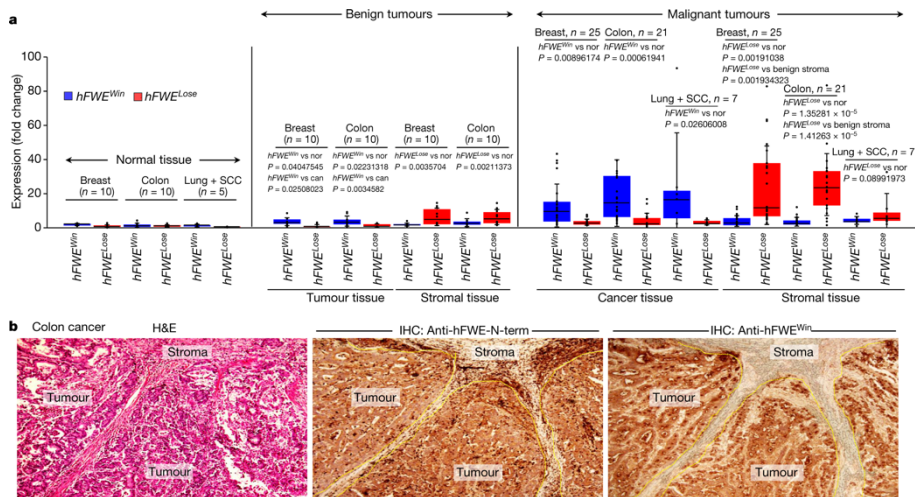 a
Benign tumours
Malignant tumours
Breast, n = 25
hFWE^Win vs nor
P = 0.00896174
Colon, n = 21
hFWE^Win vs nor
P = 0.00061941
Breast, n = 25
hFWE^Lose vs nor
P = 0.00191038
hFWE^Lose vs benign stroma
P = 0.001934323
Lung + SCC, n = 7
hFWE^Win vs nor
P = 0.02606008
Colon, n = 21
hFWE^Lose vs nor
P = 1.35281 × 10⁻⁵
hFWE^Lose vs benign stroma
P = 1.41263 × 10⁻⁵
Lung + SCC, n = 7
hFWE^Lose vs nor
P = 0.08991973
Expression (fold change)
100
80
60
40
20
0
hFWE^Win
hFWE^Lose
Normal tissue
Breast
(n = 10)
Colon
(n = 10)
Lung + SCC
(n = 5)
Breast
(n = 10)
hFWE^Win vs nor
P = 0.04047545
hFWE^Win vs can
P = 0.02508023
Colon
(n = 10)
hFWE^Win vs nor
P = 0.02231318
hFWE^Win vs can
P = 0.0034582
Breast
(n = 10)
hFWE^Lose vs nor
P = 0.0035704
Colon
(n = 10)
hFWE^Lose vs nor
P = 0.00211373
hFWE^Win
hFWE^Lose
hFWE^Win
hFWE^Lose
hFWE^Win
hFWE^Lose
hFWE^Win
hFWE^Lose
hFWE^Win
hFWE^Lose
hFWE^Win
hFWE^Lose
hFWE^Win
hFWE^Lose
hFWE^Win
hFWE^Lose
hFWE^Win
hFWE^Lose
hFWE^Win
hFWE^Lose
hFWE^Win
hFWE^Lose
hFWE^Win
hFWE^Lose
hFWE^Win
hFWE^Lose
Tumour tissue
Stromal tissue
Cancer tissue
Stromal tissue
b
Colon cancer
H&E
IHC: Anti-hFWE-N-term
IHC: Anti-hFWE^Win
Stroma
Tumour
Tumour
Stroma
Tumour
Tumour
Stroma
Tumour
Tumour